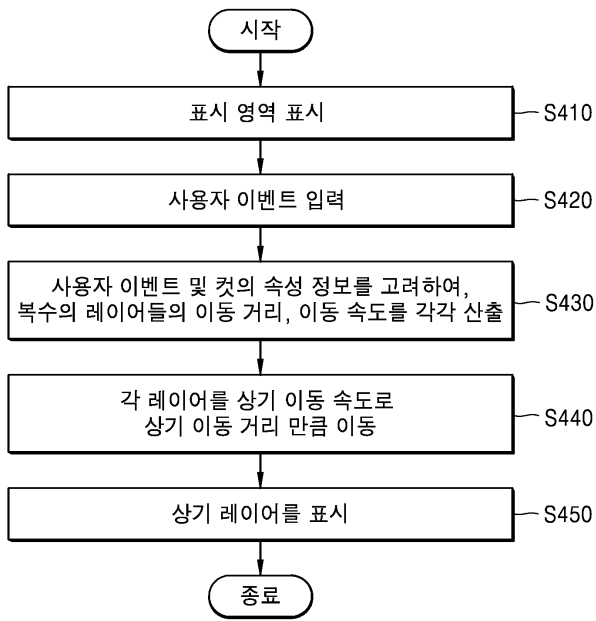 시작
표시 영역 표시
S410
사용자 이벤트 입력
S420
사용자 이벤트 및 컷의 속성 정보를 고려하여,
복수의 레이어들의 이동 거리, 이동 속도를 각각 산출
S430
각 레이어를 상기 이동 속도로
상기 이동 거리 만큼 이동
S440
상기 레이어를 표시
S450
종료